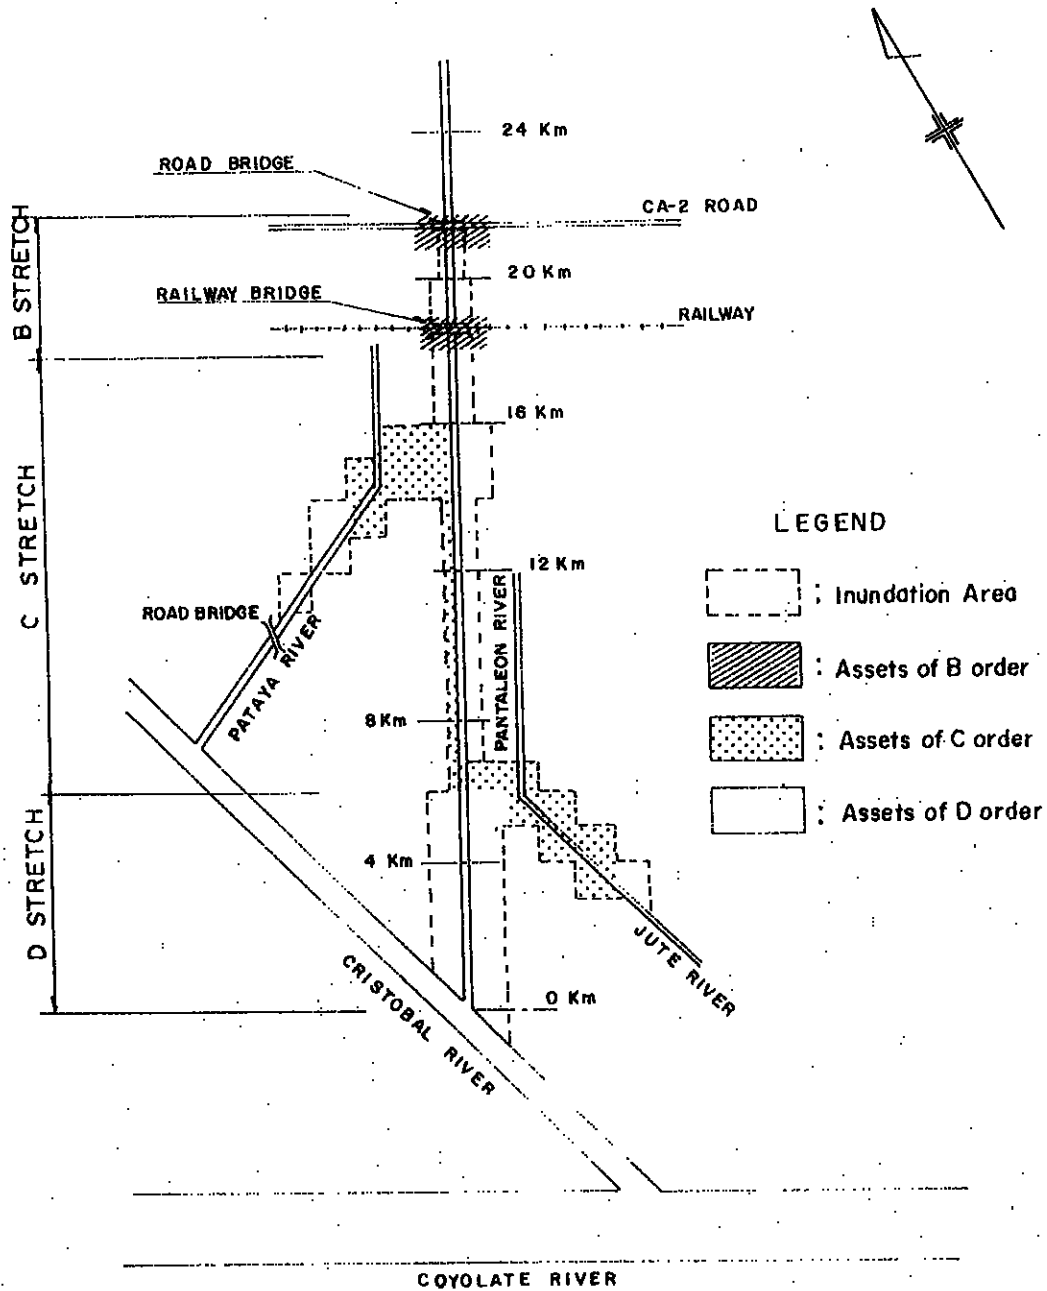 24 Km
ROAD BRIDGE
CA-2 ROAD
B STRETCH
20 Km
RAILWAY BRIDGE
RAILWAY
16 Km
C STRETCH
LEGEND
12 Km
: Inundation Area
ROAD BRIDGE
PATAYA RIVER
PANTALEON RIVER
: Assets of B order
8 Km
: Assets of C order
: Assets of D order
D STRETCH
4 Km
JUTE RIVER
0 Km
CRISTOBAL RIVER
COYOLATE RIVER